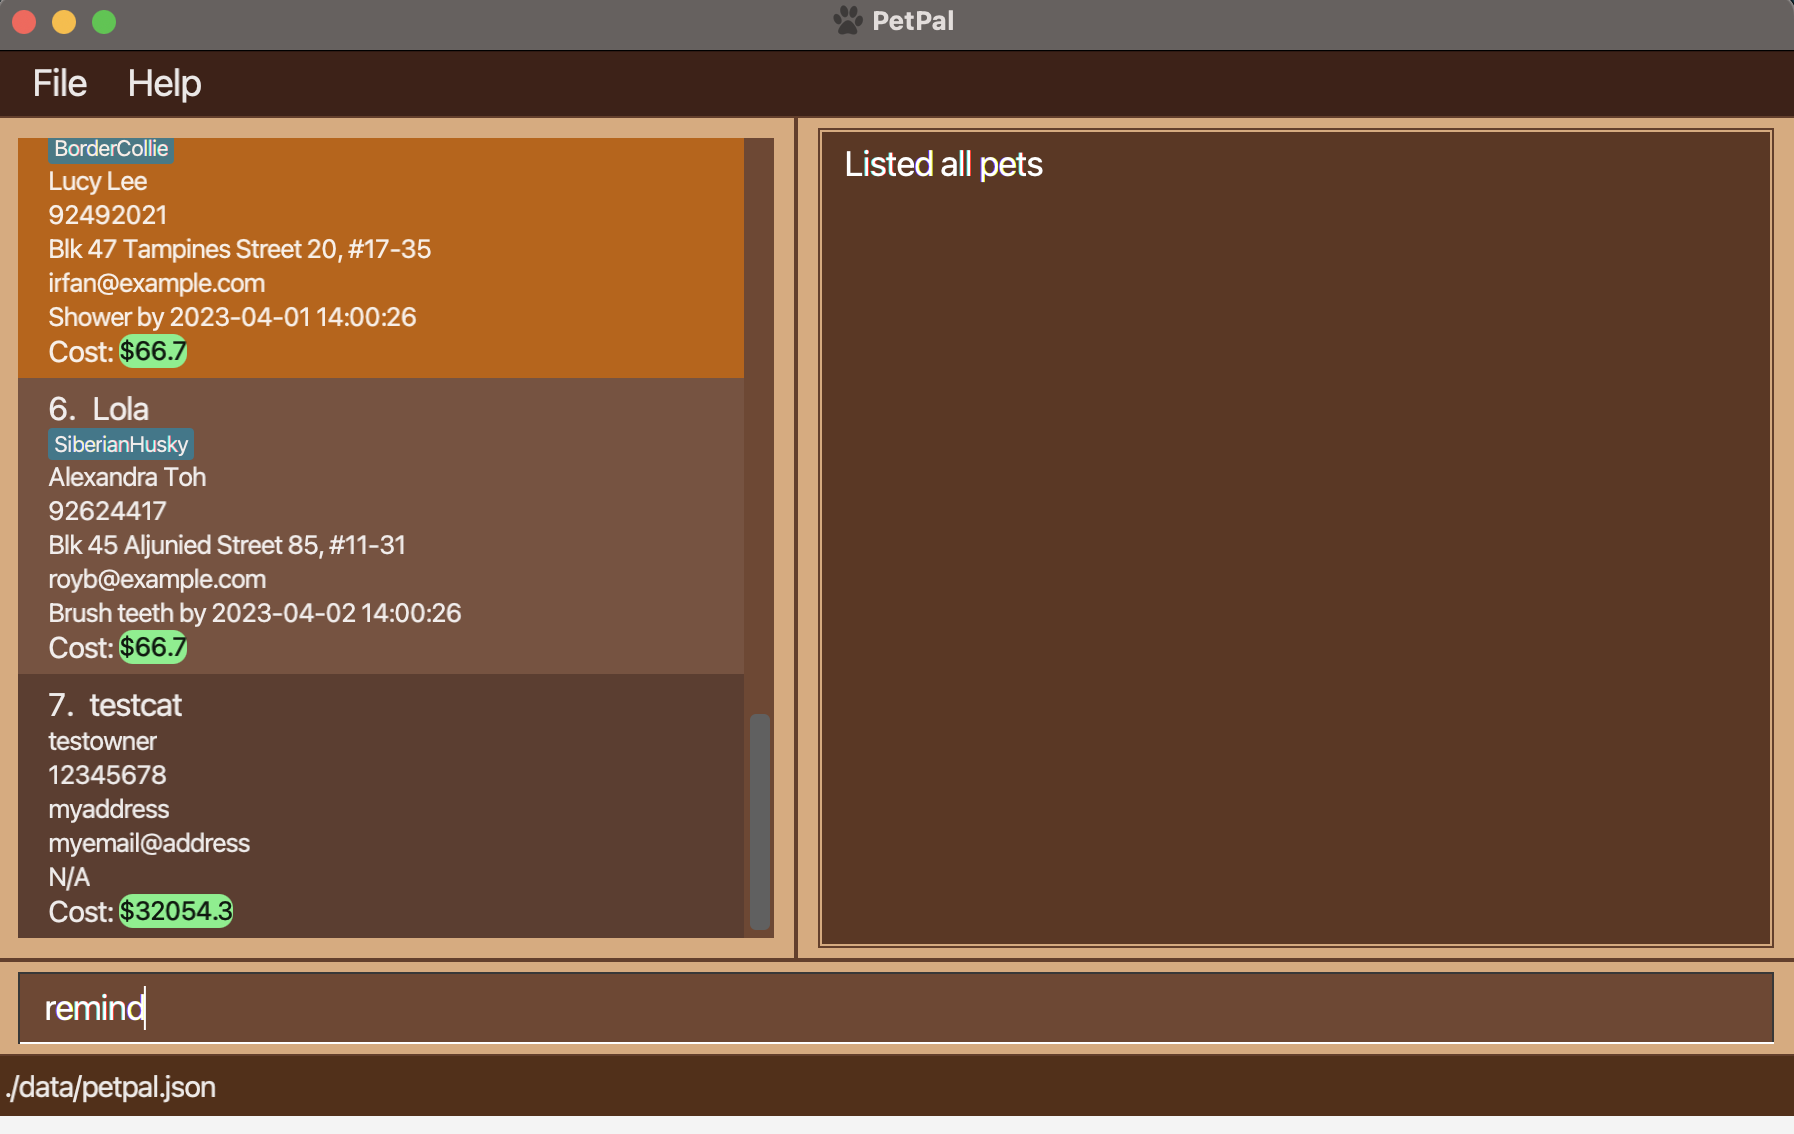 PetPal
File Help
BorderCollie
Lucy Lee
92492021
Blk 47 Tampines Street 20, #17-35
irfan@example.com
Shower by 2023-04-01 14:00:26
Cost: $66.7
6. Lola
SiberianHusky
Alexandra Toh
92624417
Blk 45 Aljunied Street 85, #11-31
royb@example.com
Brush teeth by 2023-04-02 14:00:26
Cost: $66.7
7. testcat
testowner
12345678
myaddress
myemail@address
N/A
Cost: $32054.3
Listed all pets
remind
./data/petpal.json